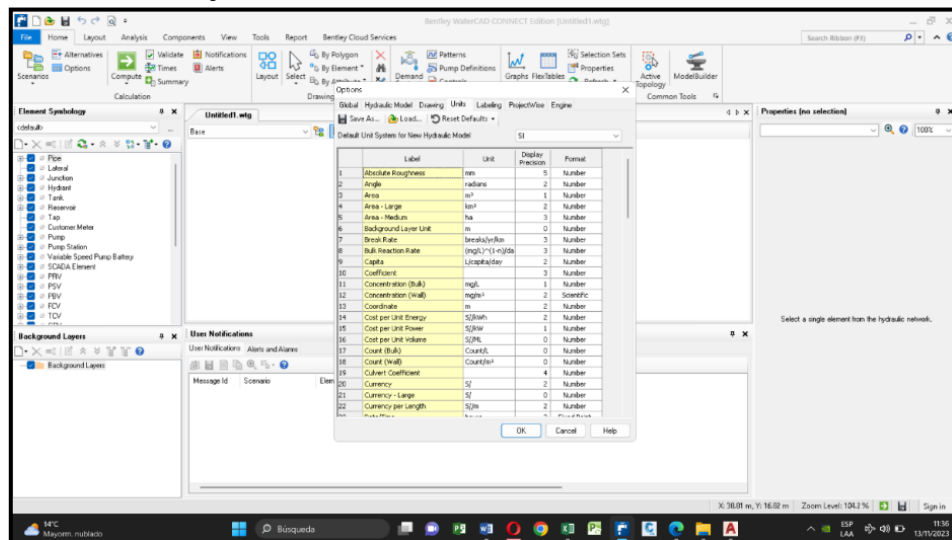 Bentley WaterCAD CONNECT Edition [Untitled1.wtg]
File Home Layout Analysis Components View Tools Report Bentley Cloud Services
Search Ribbon (F3)
Scenarios
Alternatives
Options
Compute
Validate
Times
Summary
Notifications
Alerts
Layout
Select
By Polygon
By Element
By Attribute
Demand
Patterns
Pump Definitions
Controls
Graphs
FlexTables
Selection Sets
Properties
Refresh
Active
Topology
ModelBuilder
Calculation
Drawing
Common Tools
Element Symbology
<default>
Pipe
Lateral
Junction
Hydrant
Tank
Reservoir
Tap
Customer Meter
Pump
Pump Station
Variable Speed Pump Battery
SCADA Element
PRV
PSV
PBV
FCV
TCV
Background Layers
Background Layers
Untitled1.wtg
Base
User Notifications
User Notifications Alerts and Alarms
Message Id Scenario
Options
Global Hydraulic Model Drawing Units Labeling ProjectWise Engine
Save As... Load... Reset Defaults
Default Unit System for New Hydraulic Model SI
Label Unit Display Precision Format
1 Absolute Roughness mm 5 Number
2 Angle radians 2 Number
3 Area m² 1 Number
4 Area - Large km² 2 Number
5 Area - Medium ha 3 Number
6 Background Layer Unit m 0 Number
7 Break Rate breaks/yr/km 3 Number
8 Bulk Reaction Rate (mg/L)^(1-n)/da 3 Number
9 Capita L/capita/day 2 Number
10 Coefficient 3 Number
11 Concentration (Bulk) mg/L 1 Number
12 Concentration (Wall) mg/m² 2 Scientific
13 Coordinate m 2 Number
14 Cost per Unit Energy S/kWh 2 Number
15 Cost per Unit Power S/kW 1 Number
16 Cost per Unit Volume S/ML 0 Number
17 Count (Bulk) Count/L 0 Number
18 Count (Wall) Count/m² 0 Number
19 Culvert Coefficient 4 Number
20 Currency S/ 2 Number
21 Currency - Large S/ 0 Number
22 Currency per Length S//m 2 Number
OK Cancel Help
Properties (no selection)
100%
Select a single element from the hydraulic network.
X: 38.01 m, Y: 16.02 m Zoom Level: 104.2 % Sign in
14°C
Mayorm. nublado
Búsqueda
ESP
LAA
11:36
13/11/2023